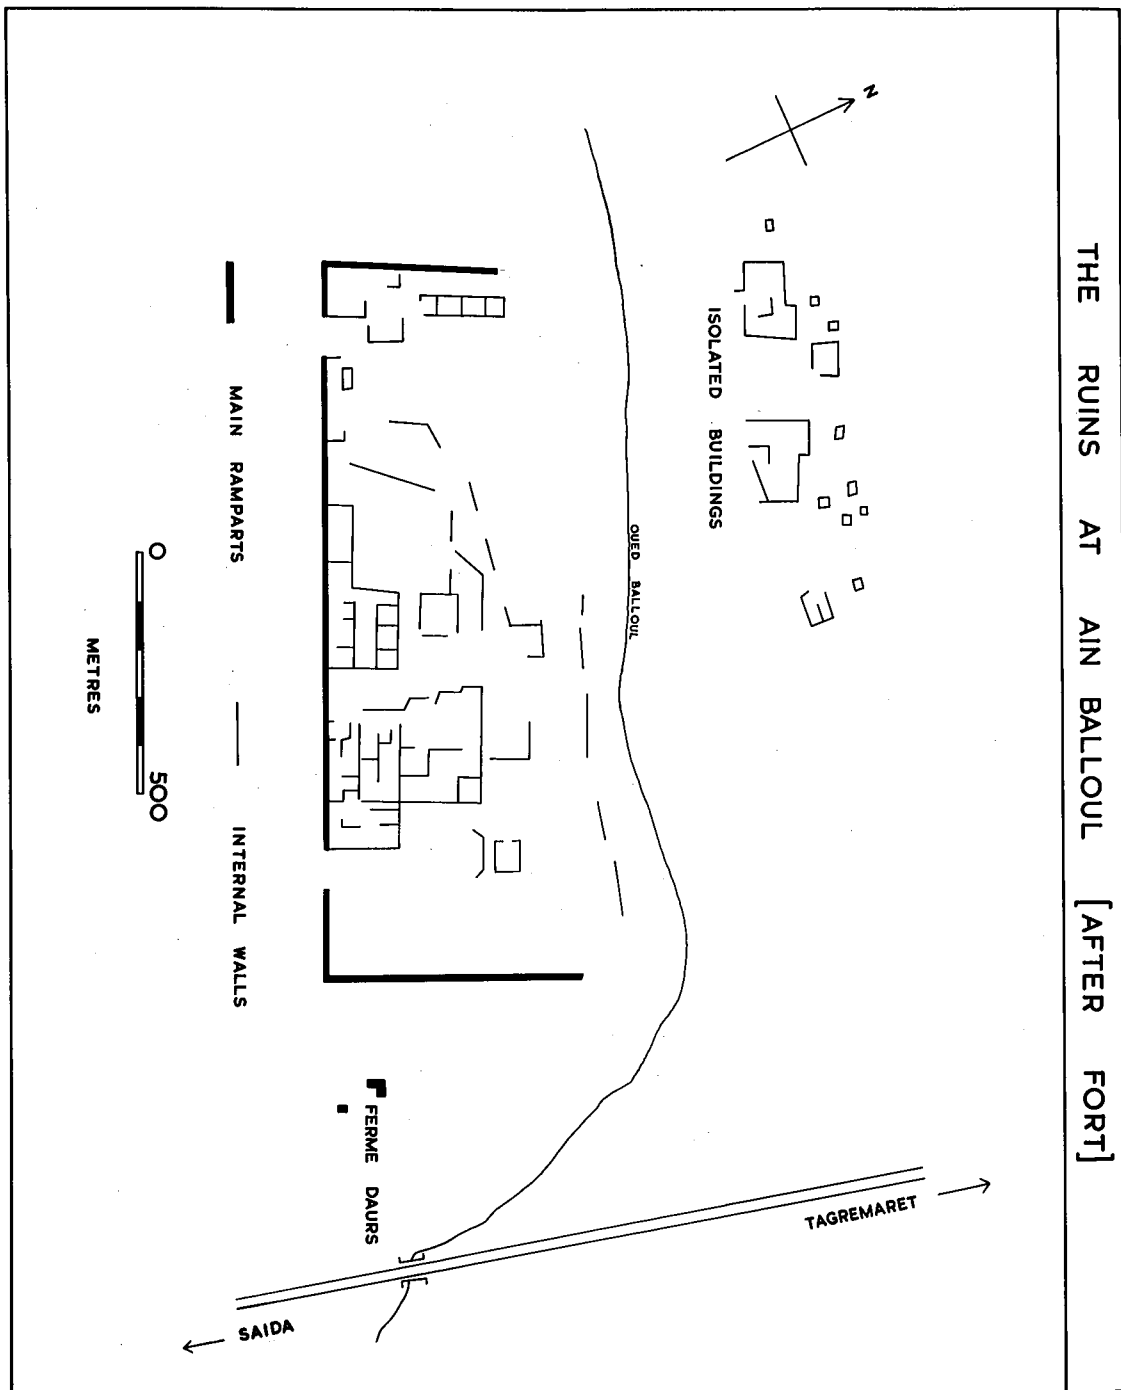 THE RUINS AT AIN BALLOUL [AFTER FORT]
N
ISOLATED BUILDINGS
OUED BALLOUL
TAGREMARET
FERME DAURS
SAIDA
MAIN RAMPARTS
INTERNAL WALLS
0 500
METRES